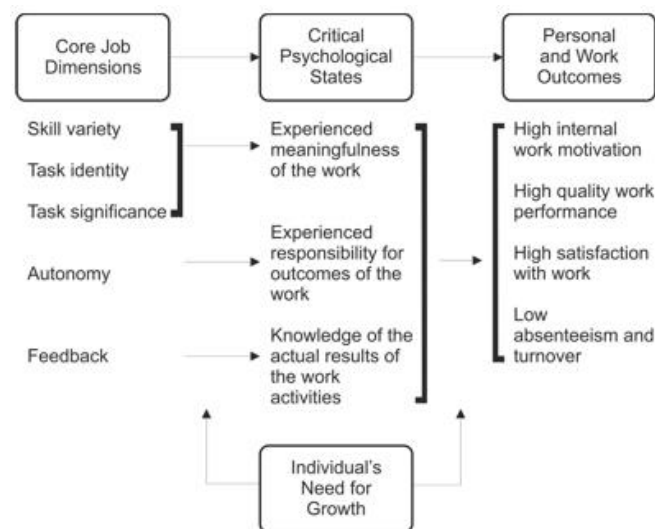 Core Job
Dimensions
Critical
Psychological
States
Personal
and Work
Outcomes
Skill variety
Task identity
Task significance
Autonomy
Feedback
Experienced
meaningfulness
of the work
Experienced
responsibility for
outcomes of the
work
Knowledge of the
actual results of
the work
activities
High internal
work motivation
High quality work
performance
High satisfaction
with work
Low
absenteeism and
turnover
Individual's
Need for
Growth